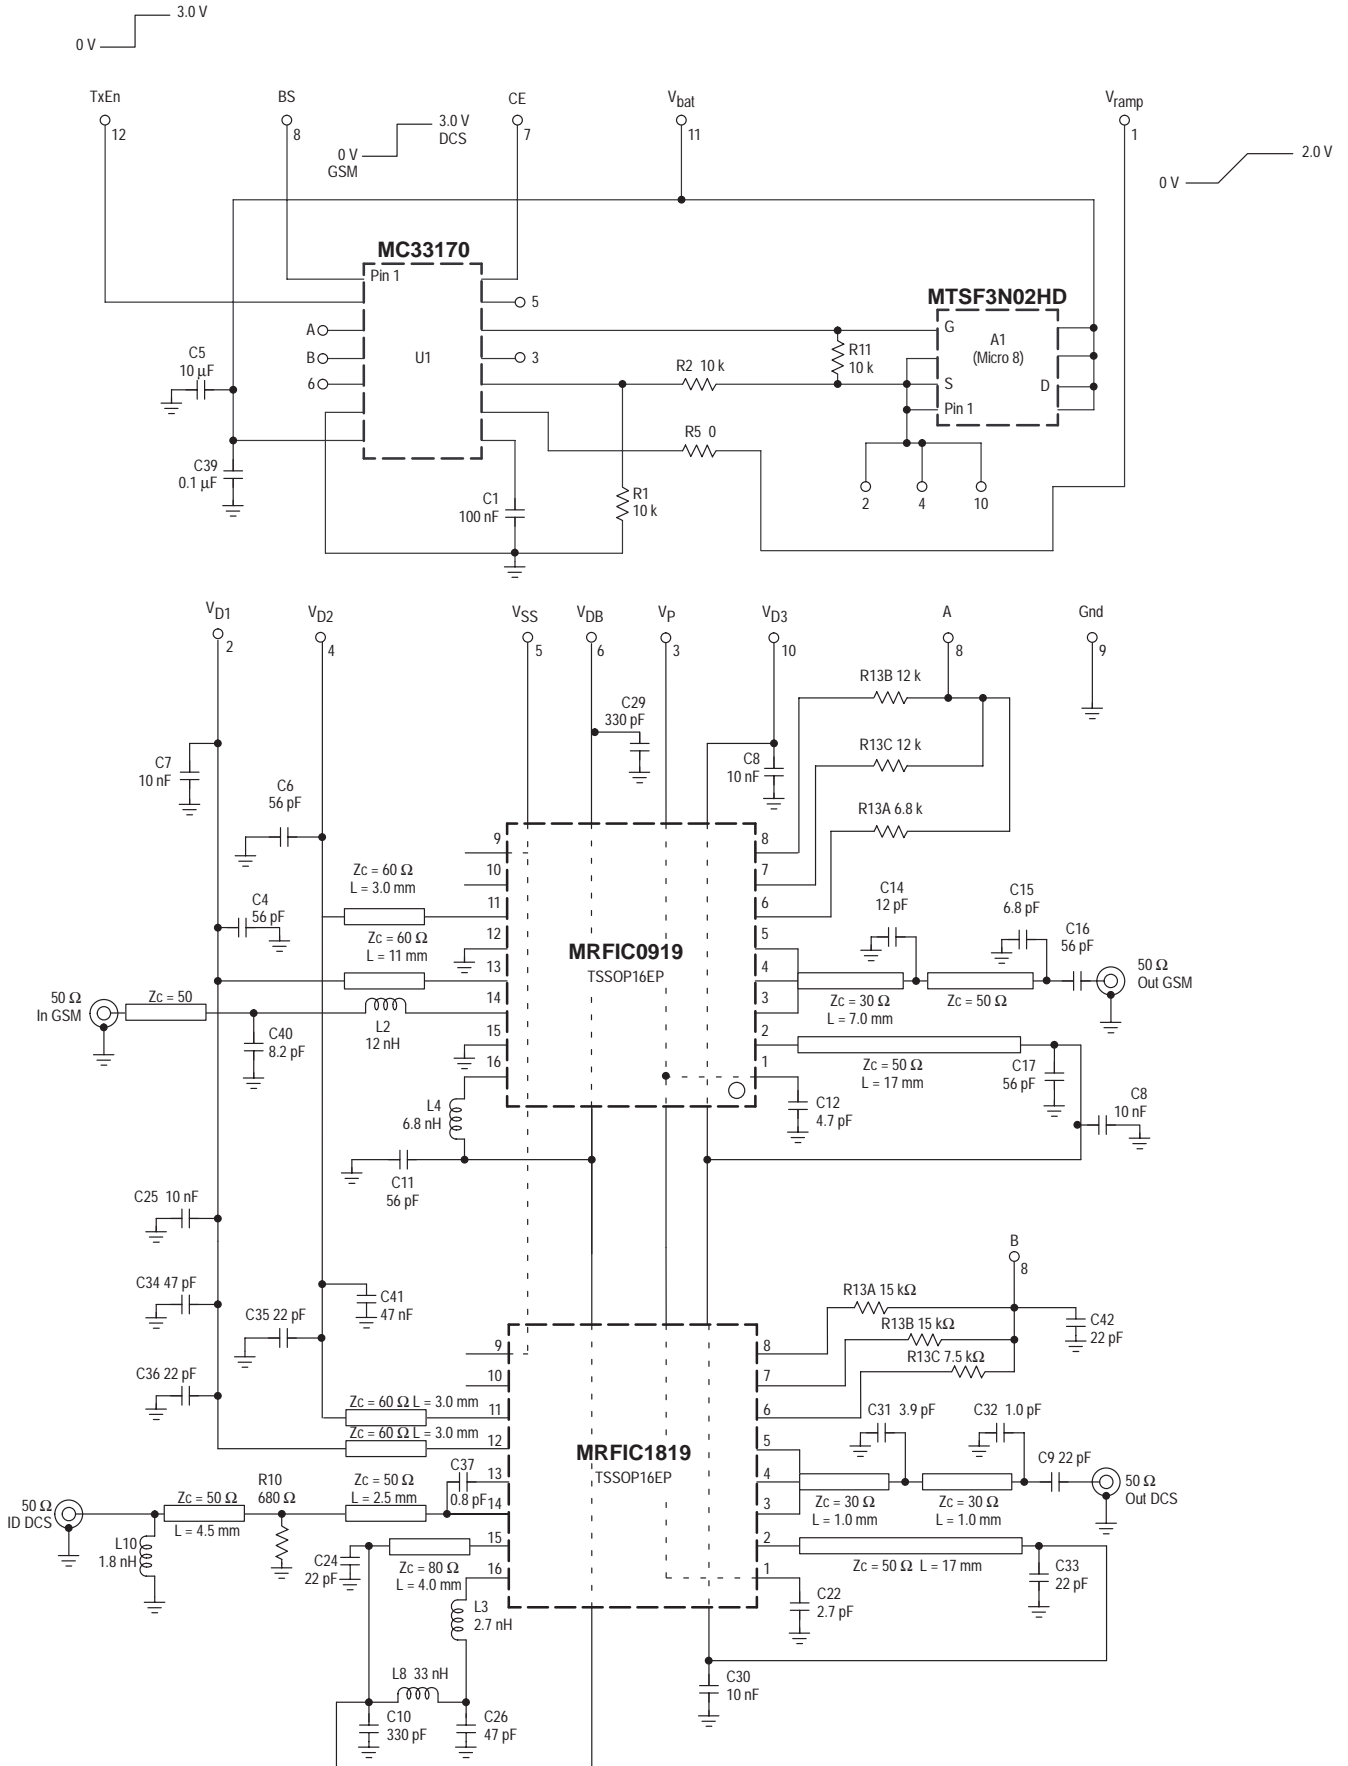 3.0 V
0 V
TxEn
12
BS
8
3.0 V
DCS
0 V
GSM
CE
7
Vbat
11
Vramp
1
2.0 V
0 V
MC33170
Pin 1
U1
5
A
B
6
3
C5
10 µF
C39
0.1 µF
C1
100 nF
R1
10 k
R2 10 k
R11
10 k
R5 0
MTSF3N02HD
G
A1
(Micro 8)
S
D
Pin 1
2
4
10
VD1
2
VD2
4
VSS
5
VDB
6
VP
3
VD3
10
A
8
Gnd
9
R13B 12 k
R13C 12 k
R13A 6.8 k
C29
330 pF
C8
10 nF
C7
10 nF
C6
56 pF
C4
56 pF
Zc = 60 Ω
L = 3.0 mm
Zc = 60 Ω
L = 11 mm
50 Ω
In GSM
Zc = 50
C40
8.2 pF
L2
12 nH
L4
6.8 nH
C11
56 pF
MRFIC0919
TSSOP16EP
9
10
11
12
13
14
15
16
8
7
6
5
4
3
2
1
C14
12 pF
C15
6.8 pF
C16
56 pF
50 Ω
Out GSM
Zc = 30 Ω
L = 7.0 mm
Zc = 50 Ω
Zc = 50 Ω
L = 17 mm
C17
56 pF
C12
4.7 pF
C8
10 nF
C25 10 nF
C34 47 pF
C35 22 pF
C41
47 nF
C36 22 pF
B
8
R13A 15 kΩ
R13B 15 kΩ
R13C 7.5 kΩ
C42
22 pF
Zc = 60 Ω L = 3.0 mm
Zc = 60 Ω L = 3.0 mm
MRFIC1819
TSSOP16EP
9
10
11
12
13
14
15
16
8
7
6
5
4
3
2
1
C31 3.9 pF
C32 1.0 pF
C9 22 pF
50 Ω
Out DCS
Zc = 30 Ω
L = 1.0 mm
Zc = 30 Ω
L = 1.0 mm
Zc = 50 Ω L = 17 mm
C33
22 pF
C22
2.7 pF
C30
10 nF
50 Ω
ID DCS
Zc = 50 Ω
L = 4.5 mm
L10
1.8 nH
R10
680 Ω
Zc = 50 Ω
L = 2.5 mm
C37
0.8 pF
C24
22 pF
Zc = 80 Ω
L = 4.0 mm
L3
2.7 nH
L8 33 nH
C10
330 pF
C26
47 pF